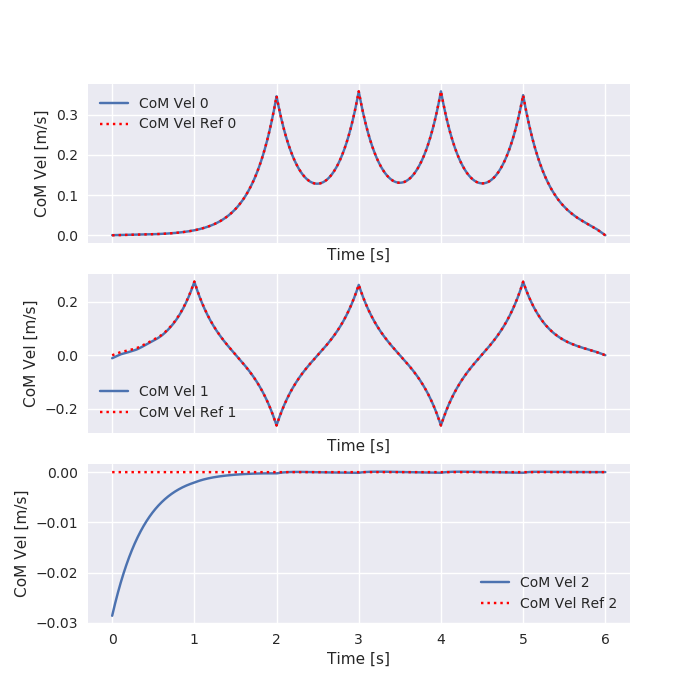 CoM Vel [m/s]
0.3
0.2
0.1
0.0
CoM Vel 0
CoM Vel Ref 0
Time [s]
CoM Vel [m/s]
0.2
0.0
−0.2
CoM Vel 1
CoM Vel Ref 1
Time [s]
CoM Vel [m/s]
0.00
−0.01
−0.02
−0.03
CoM Vel 2
CoM Vel Ref 2
0 1 2 3 4 5 6
Time [s]